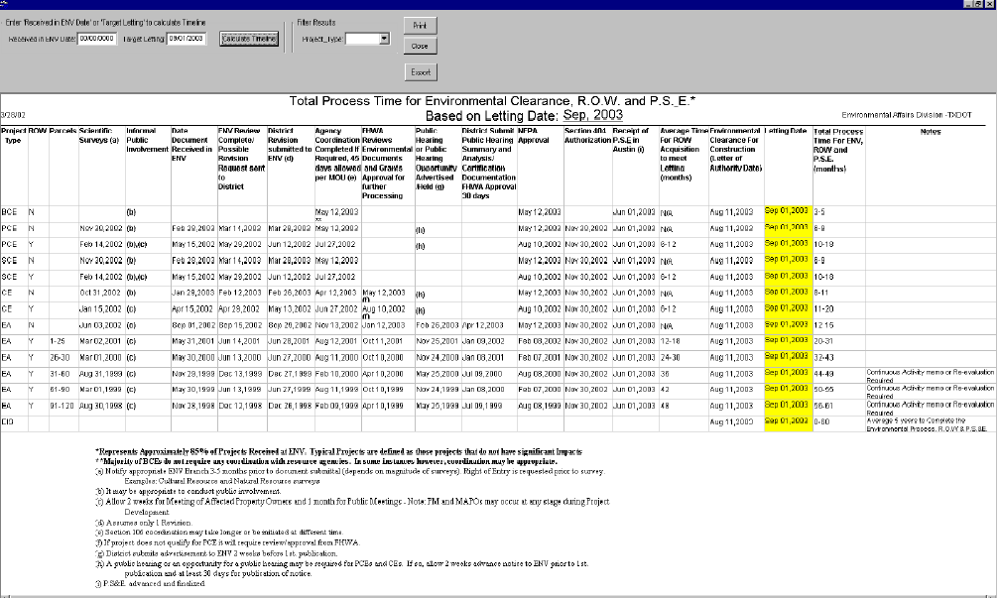 Enter 'Received in ENV Date' or 'Target Letting' to calculate Timeline
Received in ENV Date: 00/00/0000 Target Letting: 09/01/2003 Calculate Timeline
Filter Results
Project_Type:
Print
Close
Export
Total Process Time for Environmental Clearance, R.O.W. and P.S._E.*
3/28/02 Based on Letting Date: Sep, 2003 Environmental Affairs Division -TXDOT
Project Type ROW Parcels Scientific Surveys (a) Informal Public Involvement Date Document Received in ENV ENV Review Complete/ Possible Revision Request sent to District District Revision submitted to ENV (d) Agency Coordination Completed If Required, 45 days allowed per MOU (e) FHWA Reviews Environmental Documents and Grants Approval for further Processing Public Hearing or Public Hearing Opportunity Advertised /Held (g) District Submit Public Hearing Summary and Analysis/ Certification Documentation FHWA Approval 30 days NEPA Approval Section 404 Authorization Receipt of P.S.E in Austin (i) Average Time For ROW Acquisition to meet Letting (months) Environmental Clearance For Construction (Letter of Authority Date) Letting Date Total Process Time For ENV, ROW and P.S.E. (months) Notes
BCE N (b) May 12,2003 ** May 12,2003 Jun 01,2003 N/A Aug 11,2003 Sep 01,2003 3-5
PCE N Nov 30,2002 (b) Feb 28,2003 Mar 14,2003 Mar 28,2003 May 12,2003 (h) May 12,2003 Nov 30,2002 Jun 01,2003 N/A Aug 11,2003 Sep 01,2003 6-9
PCE Y Feb 14,2002 (b),(c) May 15,2002 May 29,2002 Jun 12,2002 Jul 27,2002 (h) Aug 10,2002 Nov 30,2002 Jun 01,2003 6-12 Aug 11,2003 Sep 01,2003 10-18
SCE N Nov 30,2002 (b) Feb 28,2003 Mar 14,2003 Mar 28,2003 May 12,2003 May 12,2003 Nov 30,2002 Jun 01,2003 N/A Aug 11,2003 Sep 01,2003 6-9
SCE Y Feb 14,2002 (b),(c) May 15,2002 May 29,2002 Jun 12,2002 Jul 27,2002 Aug 10,2002 Nov 30,2002 Jun 01,2003 6-12 Aug 11,2003 Sep 01,2003 10-18
CE N Oct 31,2002 (b) Jan 29,2003 Feb 12,2003 Feb 26,2003 Apr 12,2003 May 12,2003 (f) (h) May 12,2003 Nov 30,2002 Jun 01,2003 N/A Aug 11,2003 Sep 01,2003 8-11
CE Y Jan 15,2002 (c) Apr 15,2002 Apr 29,2002 May 13,2002 Jun 27,2002 Aug 10,2002 (f) (h) Aug 10,2002 Nov 30,2002 Jun 01,2003 6-12 Aug 11,2003 Sep 01,2003 11-20
EA N Jun 03,2002 (c) Sep 01,2002 Sep 15,2002 Sep 29,2002 Nov 13,2002 Jan 12,2003 Feb 26,2003 Apr 12,2003 May 12,2003 Nov 30,2002 Jun 01,2003 N/A Aug 11,2003 Sep 01,2003 12-15
EA Y 1-25 Mar 02,2001 (c) May 31,2001 Jun 14,2001 Jun 28,2001 Aug 12,2001 Oct 11,2001 Nov 25,2001 Jan 09,2002 Feb 08,2002 Nov 30,2002 Jun 01,2003 12-18 Aug 11,2003 Sep 01,2003 20-31
EA Y 26-30 Mar 01,2000 (c) May 30,2000 Jun 13,2000 Jun 27,2000 Aug 11,2000 Oct 10,2000 Nov 24,2000 Jan 08,2001 Feb 07,2001 Nov 30,2002 Jun 01,2003 24-30 Aug 11,2003 Sep 01,2003 32-43
EA Y 31-60 Aug 31,1999 (c) Nov 29,1999 Dec 13,1999 Dec 27,1999 Feb 10,2000 Apr 10,2000 May 25,2000 Jul 09,2000 Aug 08,2000 Nov 30,2002 Jun 01,2003 36 Aug 11,2003 Sep 01,2003 44-49 Continuous Activity memo or Re-evaluation Required
EA Y 61-90 Mar 01,1999 (c) May 30,1999 Jun 13,1999 Jun 27,1999 Aug 11,1999 Oct 10,1999 Nov 24,1999 Jan 08,2000 Feb 07,2000 Nov 30,2002 Jun 01,2003 42 Aug 11,2003 Sep 01,2003 50-55 Continuous Activity memo or Re-evaluation Required
EA Y 91-120 Aug 30,1998 (c) Nov 28,1998 Dec 12,1998 Dec 26,1998 Feb 09,1999 Apr 10,1999 May 25,1999 Jul 09,1999 Aug 08,1999 Nov 30,2002 Jun 01,2003 48 Aug 11,2003 Sep 01,2003 56-61 Continuous Activity memo or Re-evaluation Required
EIS Aug 11,2003 Sep 01,2003 0-60 Average 5 years to Complete the Environmental Process, R.O.W & P.S.&E.
*Represents Approximately 85% of Projects Received at ENV. Typical Projects are defined as those projects that do not have significant Impacts
**Majority of BCEs do not require any coordination with resource agencies. In some instances however, coordination may be appropriate.
(a) Notify appropriate ENV Branch 3-5 months prior to document submittal (depends on magnitude of surveys). Right of Entry is requested prior to survey.
Examples: Cultural Resource and Natural Resource surveys
(b) It may be appropriate to conduct public involvement.
(c) Allow 2 weeks for Meeting of Affected Property Owners and 1 month for Public Meetings - Note: PM and MAPOs may occur at any stage during Project
Development.
(d) Assumes only 1 Revision.
(e) Section 106 coordination may take longer or be initiated at different time.
(f) If project does not qualify for PCE it will require review/approval from FHWA.
(g) District submits advertisement to ENV 2 weeks before 1st. publication.
(h) A public hearing or an opportunity for a public hearing may be required for PCEs and CEs. If so, allow 2 weeks advance notice to ENV prior to 1st.
publication and at least 30 days for publication of notice.
(i) P.S&E. advanced and finalized.